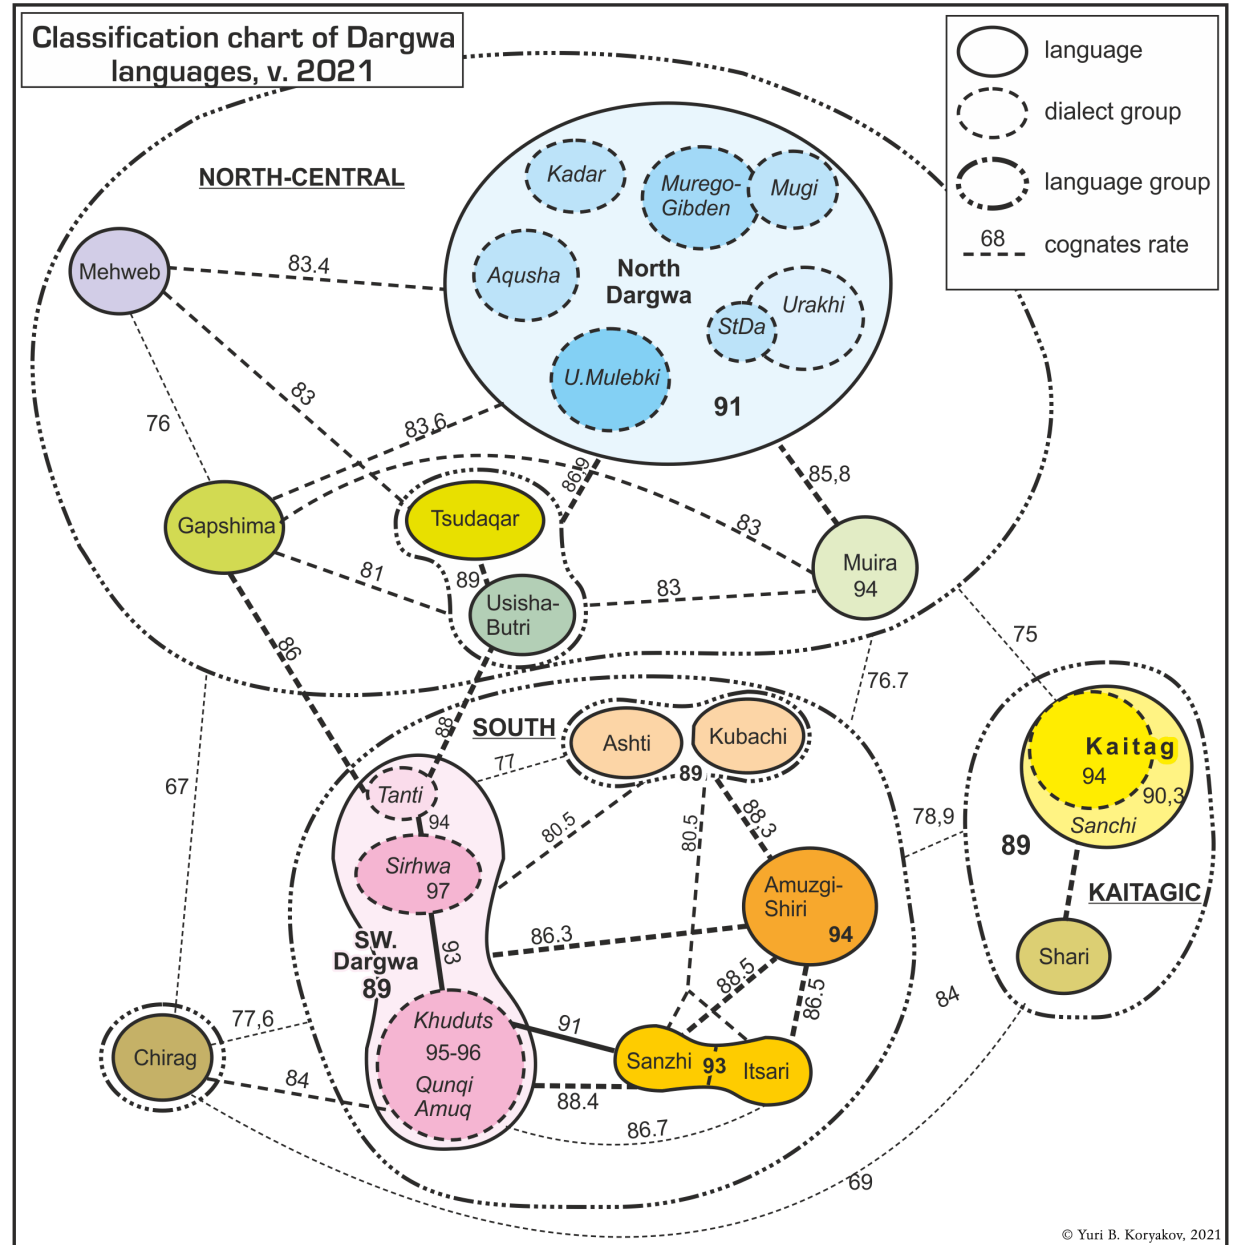 Classification chart of Dargwa
languages, v. 2021
language
dialect group
language group
68
cognates rate
NORTH-CENTRAL
Kadar
Murego-
Gibden
Mugi
Mehweb
83.4
Aqusha
North
Dargwa
Urakhi
StDa
U.Mulebki
91
83
76
83.6
86,9
85,8
Gapshima
Tsudaqar
83
81
89
Usisha-
Butri
83
Muira
94
86
88
75
76.7
67
SOUTH
77
Ashti
Kubachi
89
Kaitag
94
90,3
Sanchi
89
KAITAGIC
Shari
78,9
Tanti
94
Sirhwa
97
80.5
80.5
88.3
Amuzgi-
Shiri
94
SW.
Dargwa
89
93
86.3
88.5
86.5
84
Khuduts
95-96
Qunqi
Amuq
91
Sanzhi
93
Itsari
88.4
86.7
Chirag
77,6
84
69
© Yuri B. Koryakov, 2021